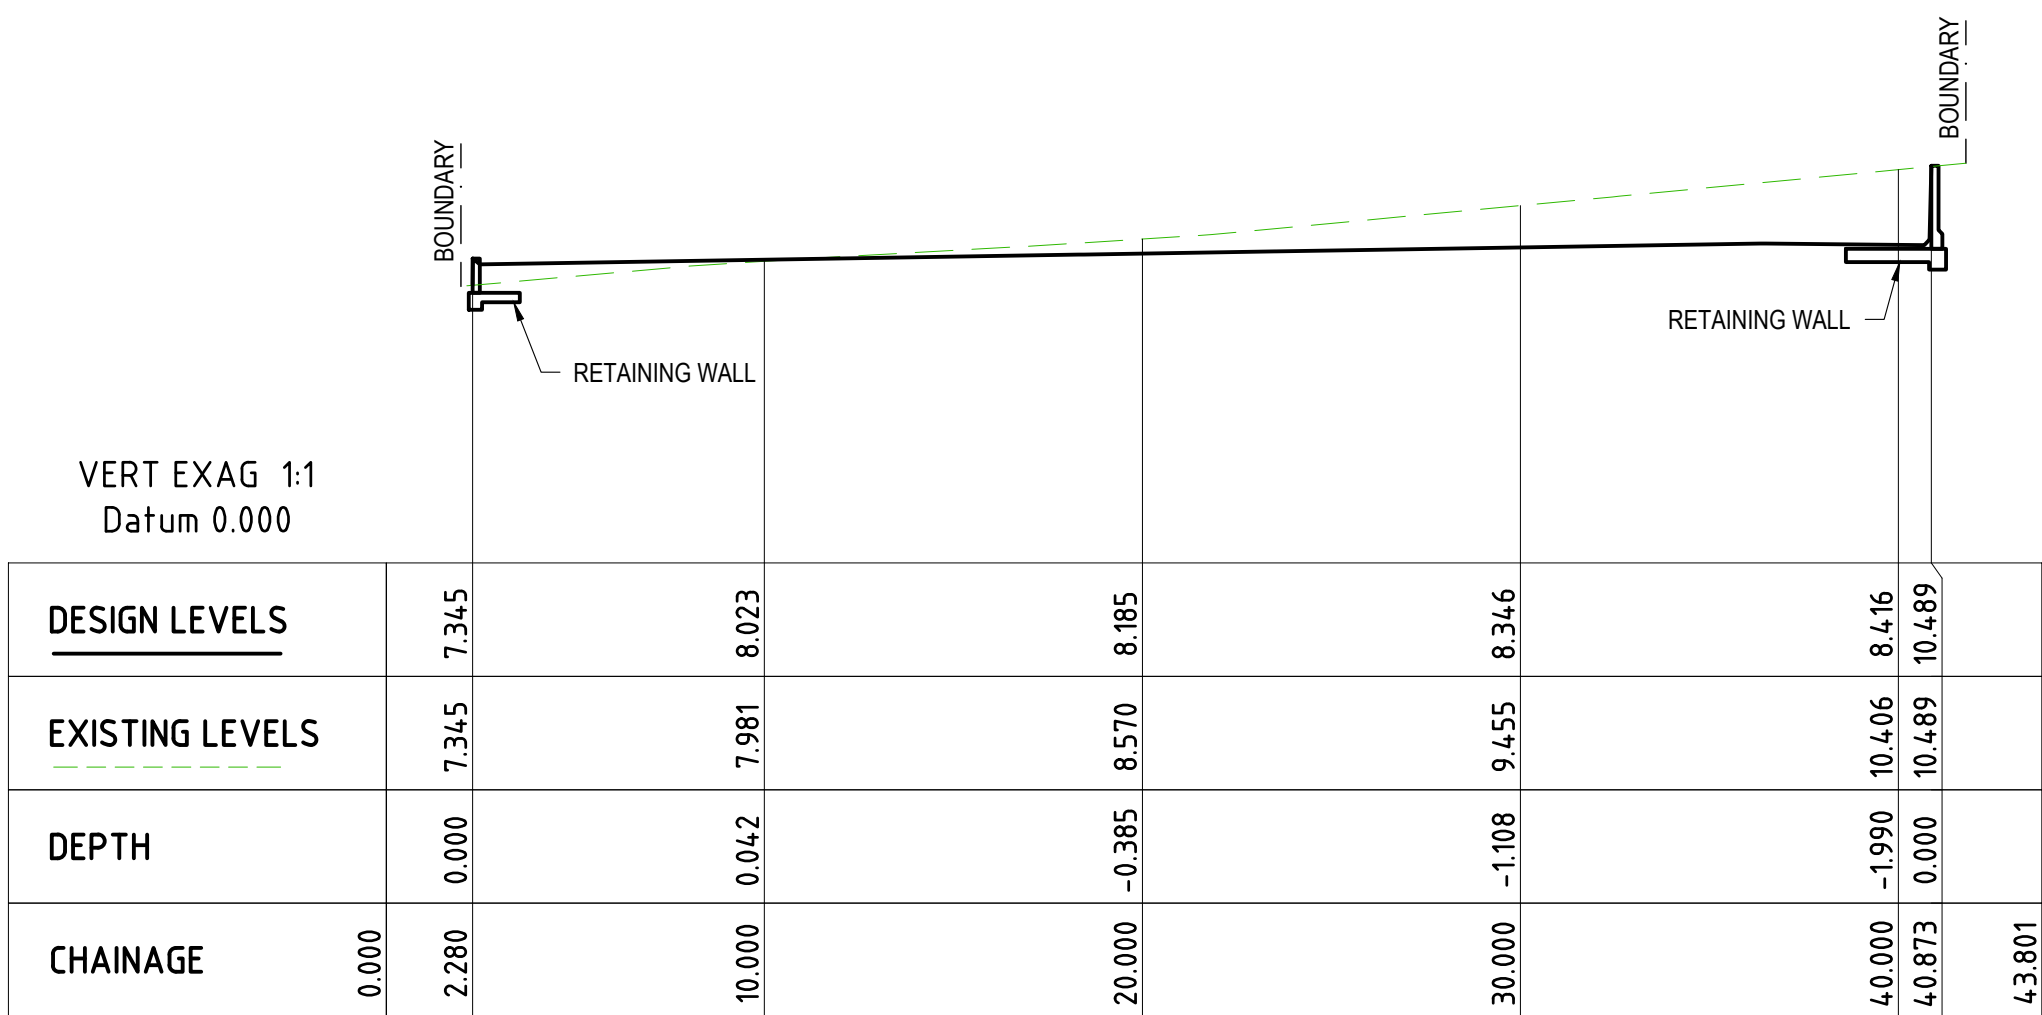 BOUNDARY
BOUNDARY
RETAINING WALL
RETAINING WALL
VERT EXAG 1:1
Datum 0.000
DESIGN LEVELS 7.345 8.023 8.185 8.346 8.416 10.489
EXISTING LEVELS 7.345 7.981 8.570 9.455 10.406 10.489
DEPTH 0.000 0.042 -0.385 -1.108 -1.990 0.000
CHAINAGE 0.000 2.280 10.000 20.000 30.000 40.000 40.873 43.801